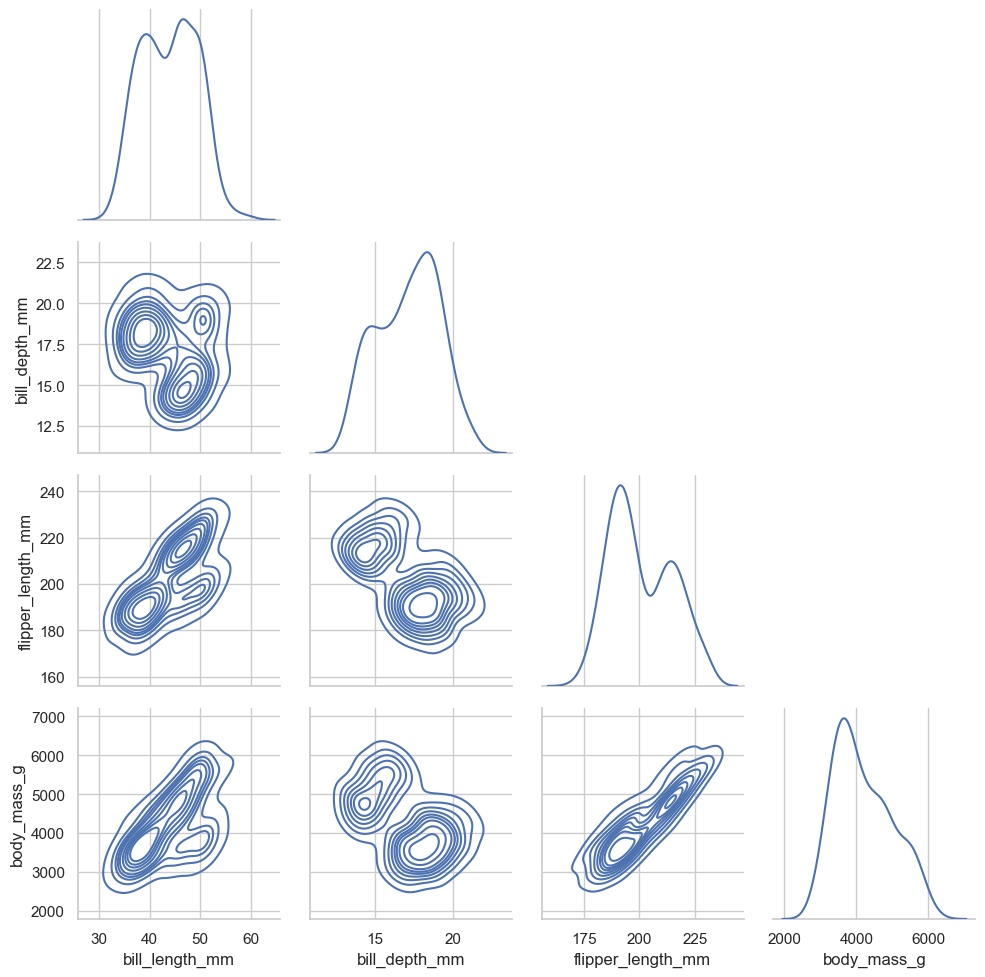 bill_depth_mm
22.5
20.0
17.5
15.0
12.5
flipper_length_mm
240
220
200
180
160
body_mass_g
7000
6000
5000
4000
3000
2000
30 40 50 60
bill_length_mm
15 20
bill_depth_mm
175 200 225
flipper_length_mm
2000 4000 6000
body_mass_g